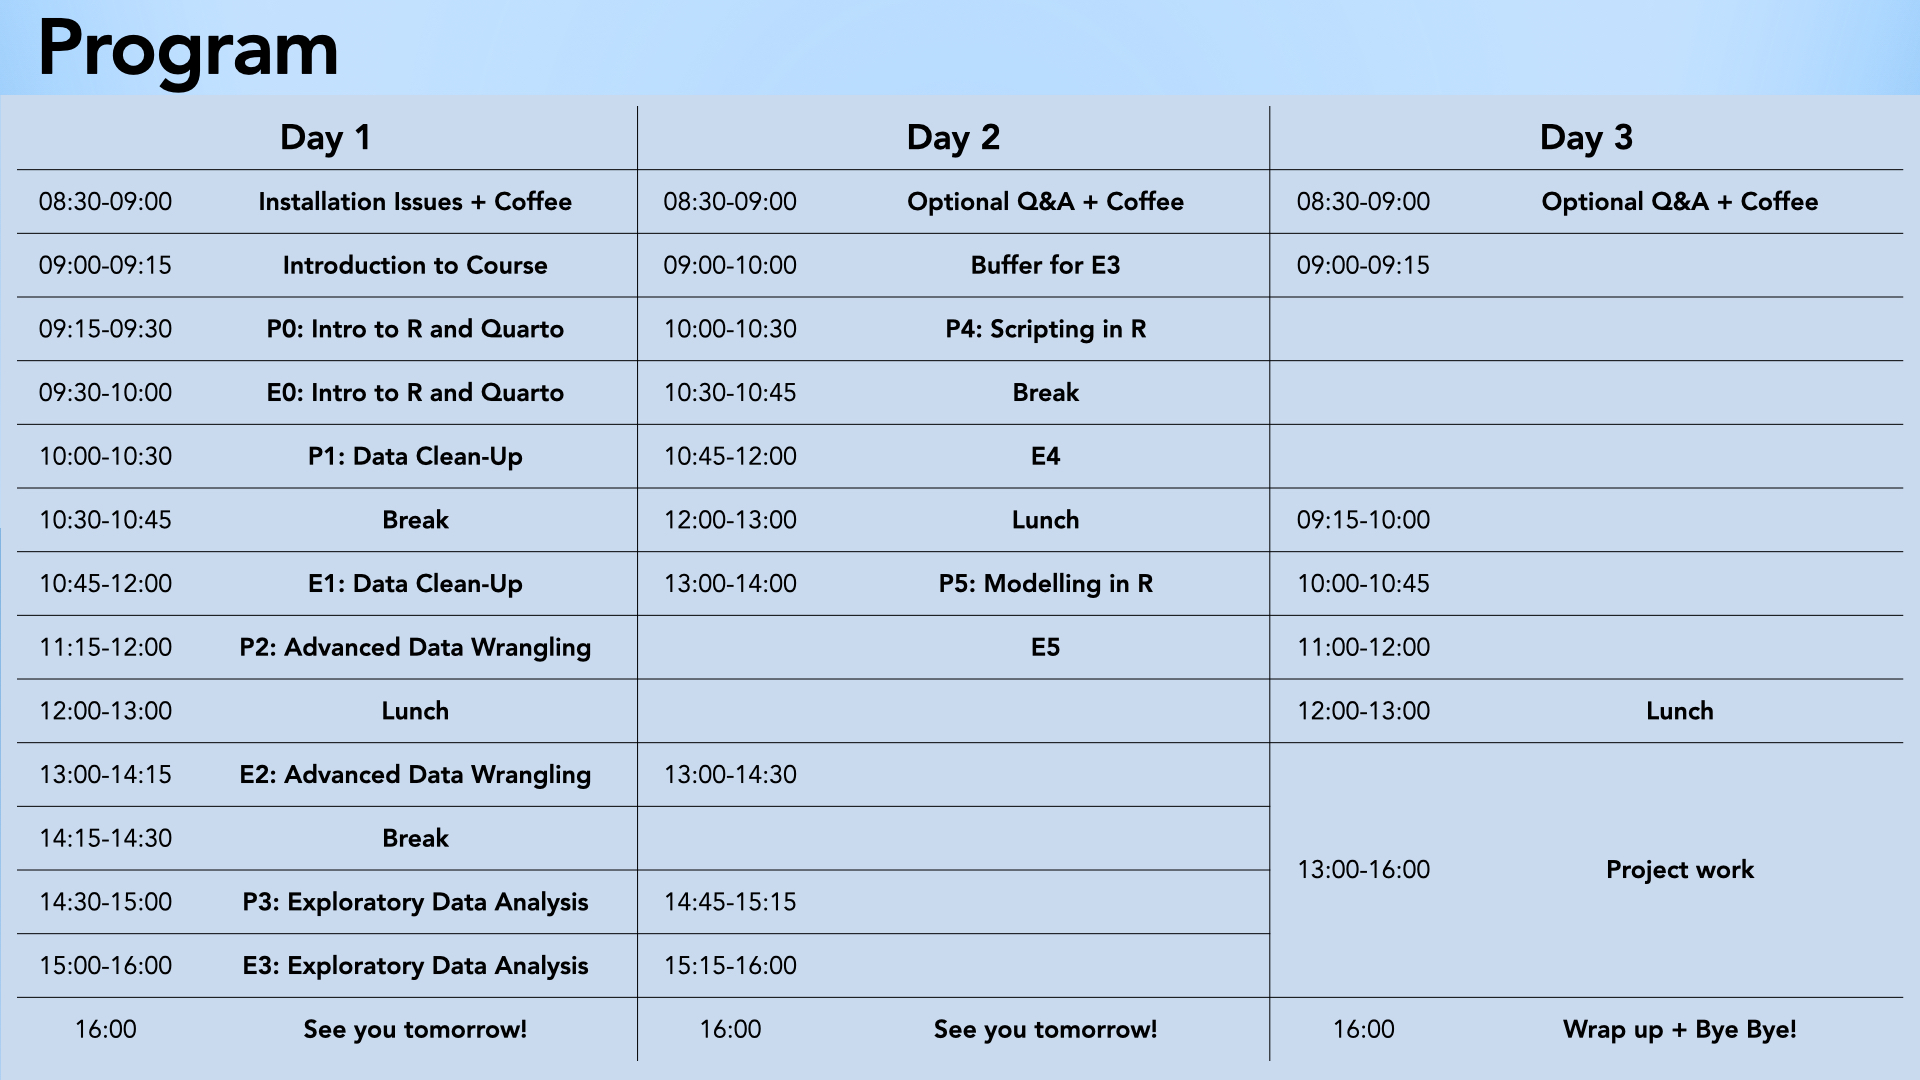 Program
Day 1 Day 2 Day 3
08:30-09:00 Installation Issues + Coffee 08:30-09:00 Optional Q&A + Coffee 08:30-09:00 Optional Q&A + Coffee
09:00-09:15 Introduction to Course 09:00-10:00 Buffer for E3 09:00-09:15
09:15-09:30 P0: Intro to R and Quarto 10:00-10:30 P4: Scripting in R
09:30-10:00 E0: Intro to R and Quarto 10:30-10:45 Break
10:00-10:30 P1: Data Clean-Up 10:45-12:00 E4
10:30-10:45 Break 12:00-13:00 Lunch 09:15-10:00
10:45-12:00 E1: Data Clean-Up 13:00-14:00 P5: Modelling in R 10:00-10:45
11:15-12:00 P2: Advanced Data Wrangling E5 11:00-12:00
12:00-13:00 Lunch 12:00-13:00 Lunch
13:00-14:15 E2: Advanced Data Wrangling 13:00-14:30
14:15-14:30 Break
13:00-16:00 Project work
14:30-15:00 P3: Exploratory Data Analysis 14:45-15:15
15:00-16:00 E3: Exploratory Data Analysis 15:15-16:00
16:00 See you tomorrow! 16:00 See you tomorrow! 16:00 Wrap up + Bye Bye!